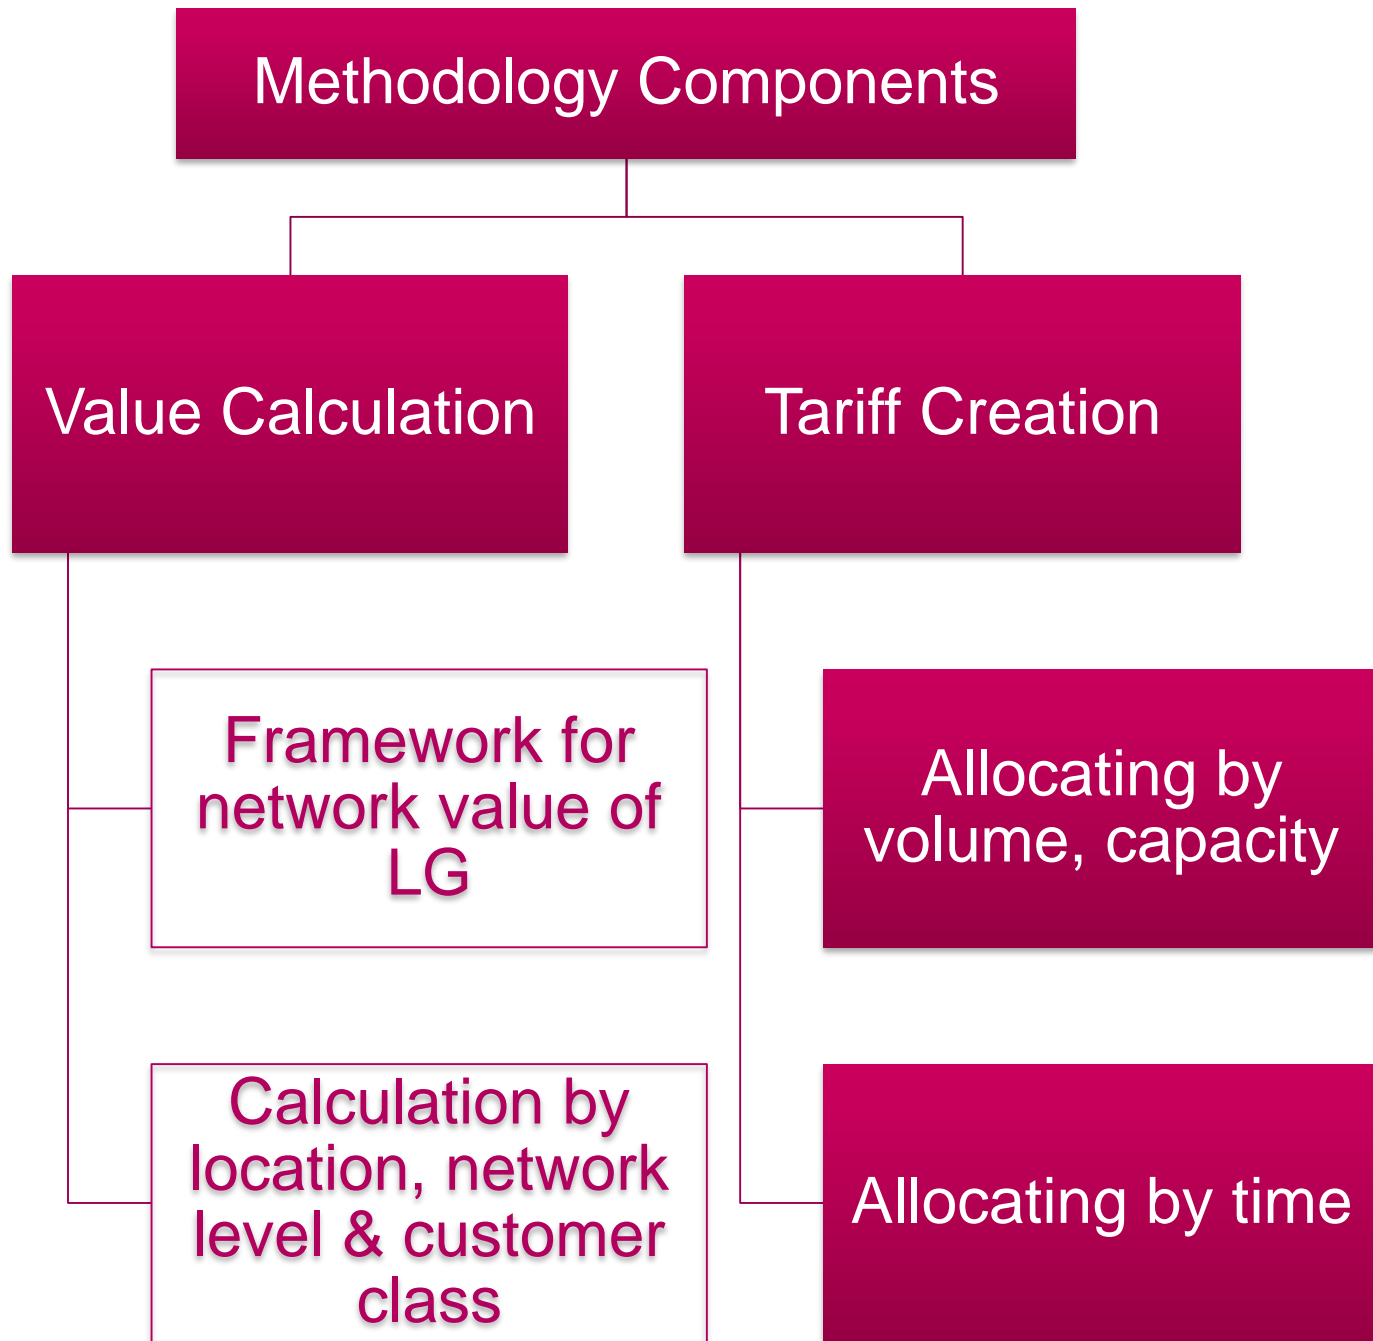 Methodology Components
Value Calculation
Tariff Creation
Framework for
network value of
LG
Allocating by
volume, capacity
Calculation by
location, network
level & customer
class
Allocating by time